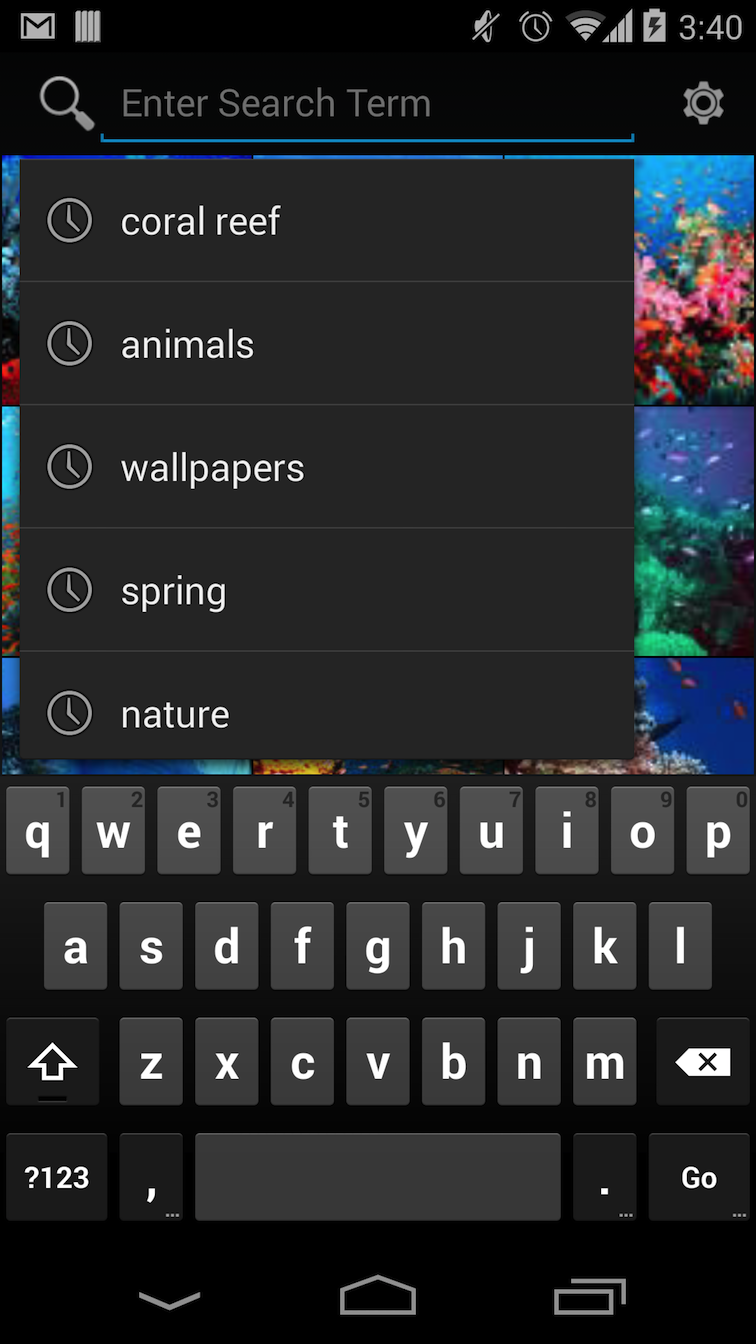 3:40
Enter Search Term
coral reef
animals
wallpapers
spring
nature
1 2 3 4 5 6 7 8 9 0
q w e r t y u i o p
a s d f g h j k l
z x c v b n m
?123 , . Go